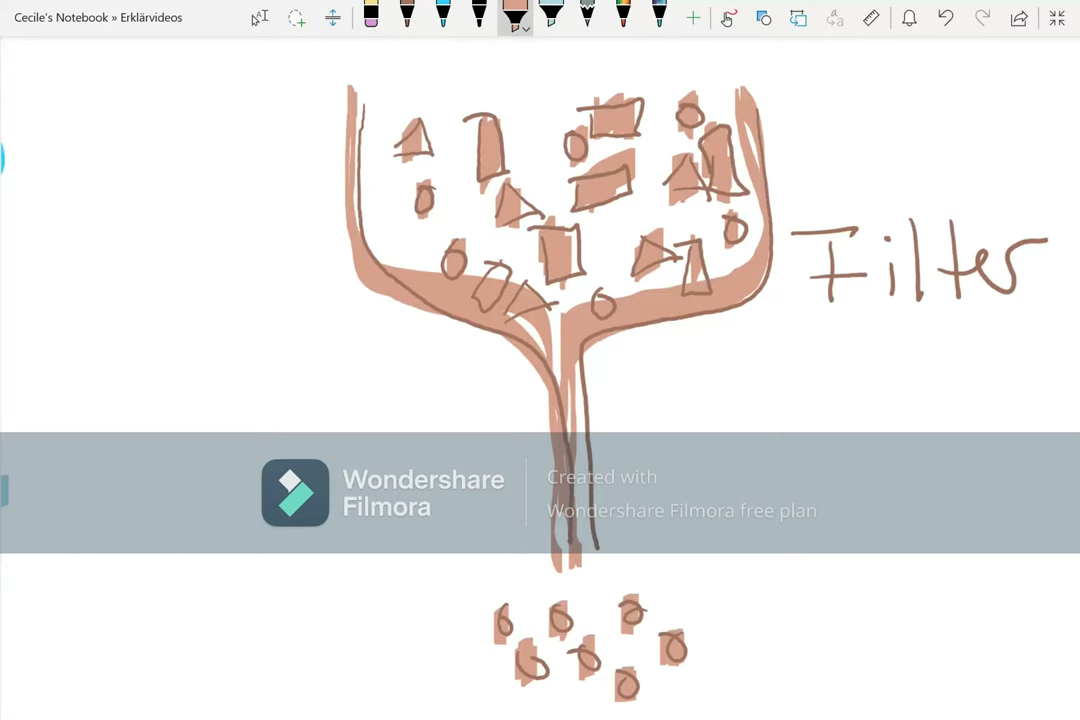 Cecile's Notebook » Erklärvideos
Filter
Wondershare
Filmora
Created with
Wondershare Filmora free plan